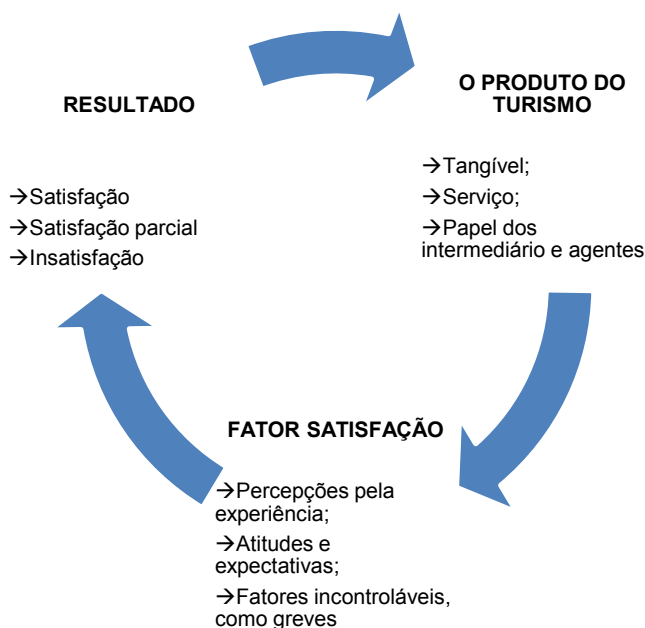 RESULTADO
→Satisfação
→Satisfação parcial
→Insatisfação
O PRODUTO DO
TURISMO
→Tangível;
→Serviço;
→Papel dos
intermediário e agentes
FATOR SATISFAÇÃO
→Percepções pela
experiência;
→Atitudes e
expectativas;
→Fatores incontroláveis,
como greves